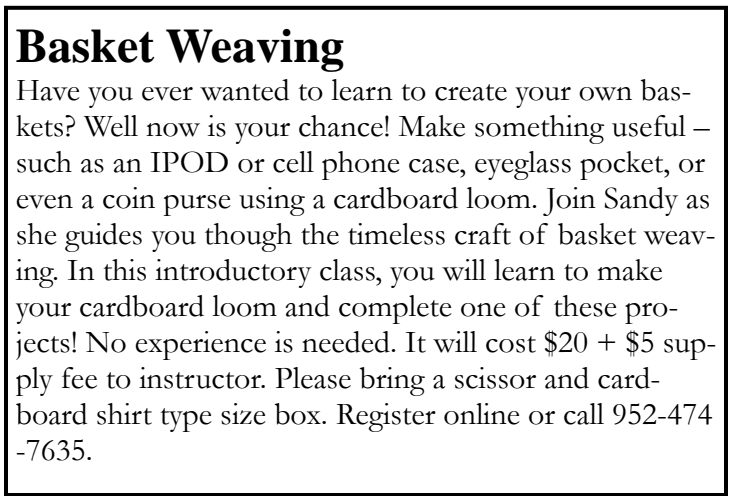 Basket Weaving
Have you ever wanted to learn to create your own bas-
kets? Well now is your chance! Make something useful –
such as an IPOD or cell phone case, eyeglass pocket, or
even a coin purse using a cardboard loom. Join Sandy as
she guides you though the timeless craft of basket weav-
ing. In this introductory class, you will learn to make
your cardboard loom and complete one of these pro-
jects! No experience is needed. It will cost $20 + $5 sup-
ply fee to instructor. Please bring a scissor and card-
board shirt type size box. Register online or call 952-474
-7635.